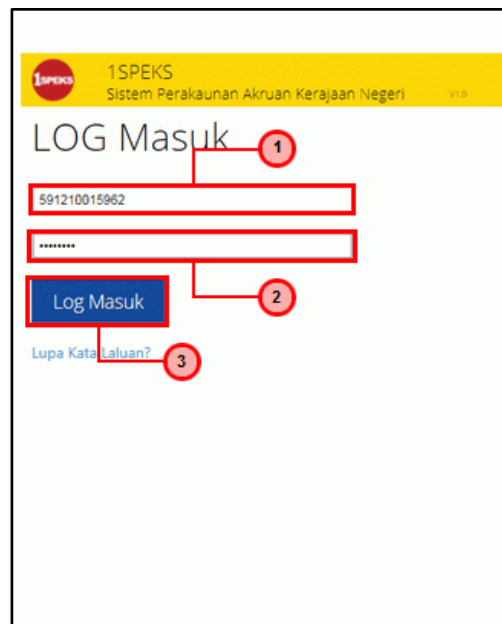 1SPEKS
1SPEKS
Sistem Perakaunan Akruan Kerajaan Negeri V1.0
LOG Masuk
1
591210015962
••••••••
2
Log Masuk
Lupa Kata Laluan?
3